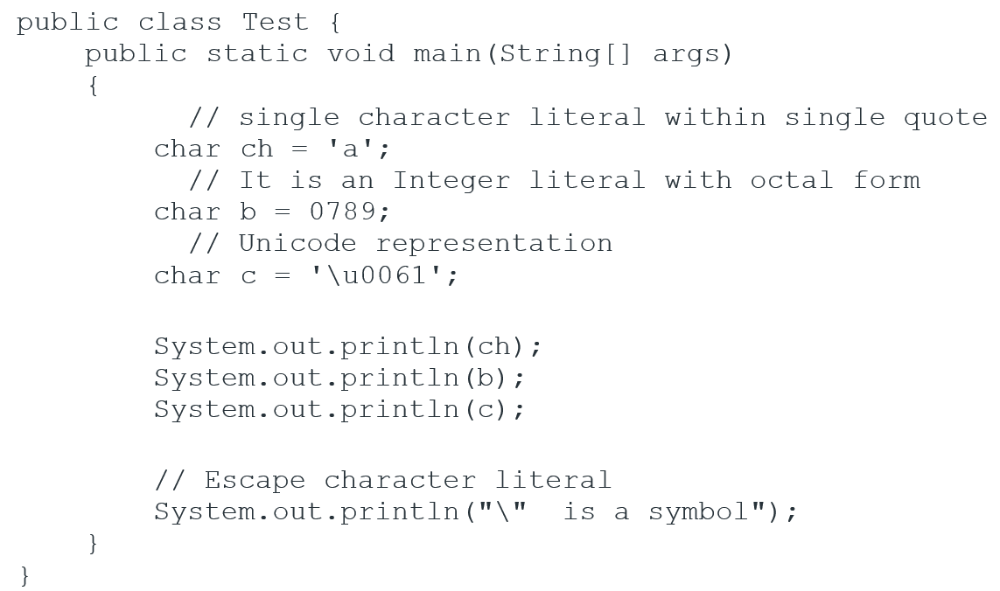 public class Test {
    public static void main(String[] args)
    {
          // single character literal within single quote
        char ch = 'a';
          // It is an Integer literal with octal form
        char b = 0789;
          // Unicode representation
        char c = '\u0061';

        System.out.println(ch);
        System.out.println(b);
        System.out.println(c);

        // Escape character literal
        System.out.println("\"  is a symbol");
    }
}